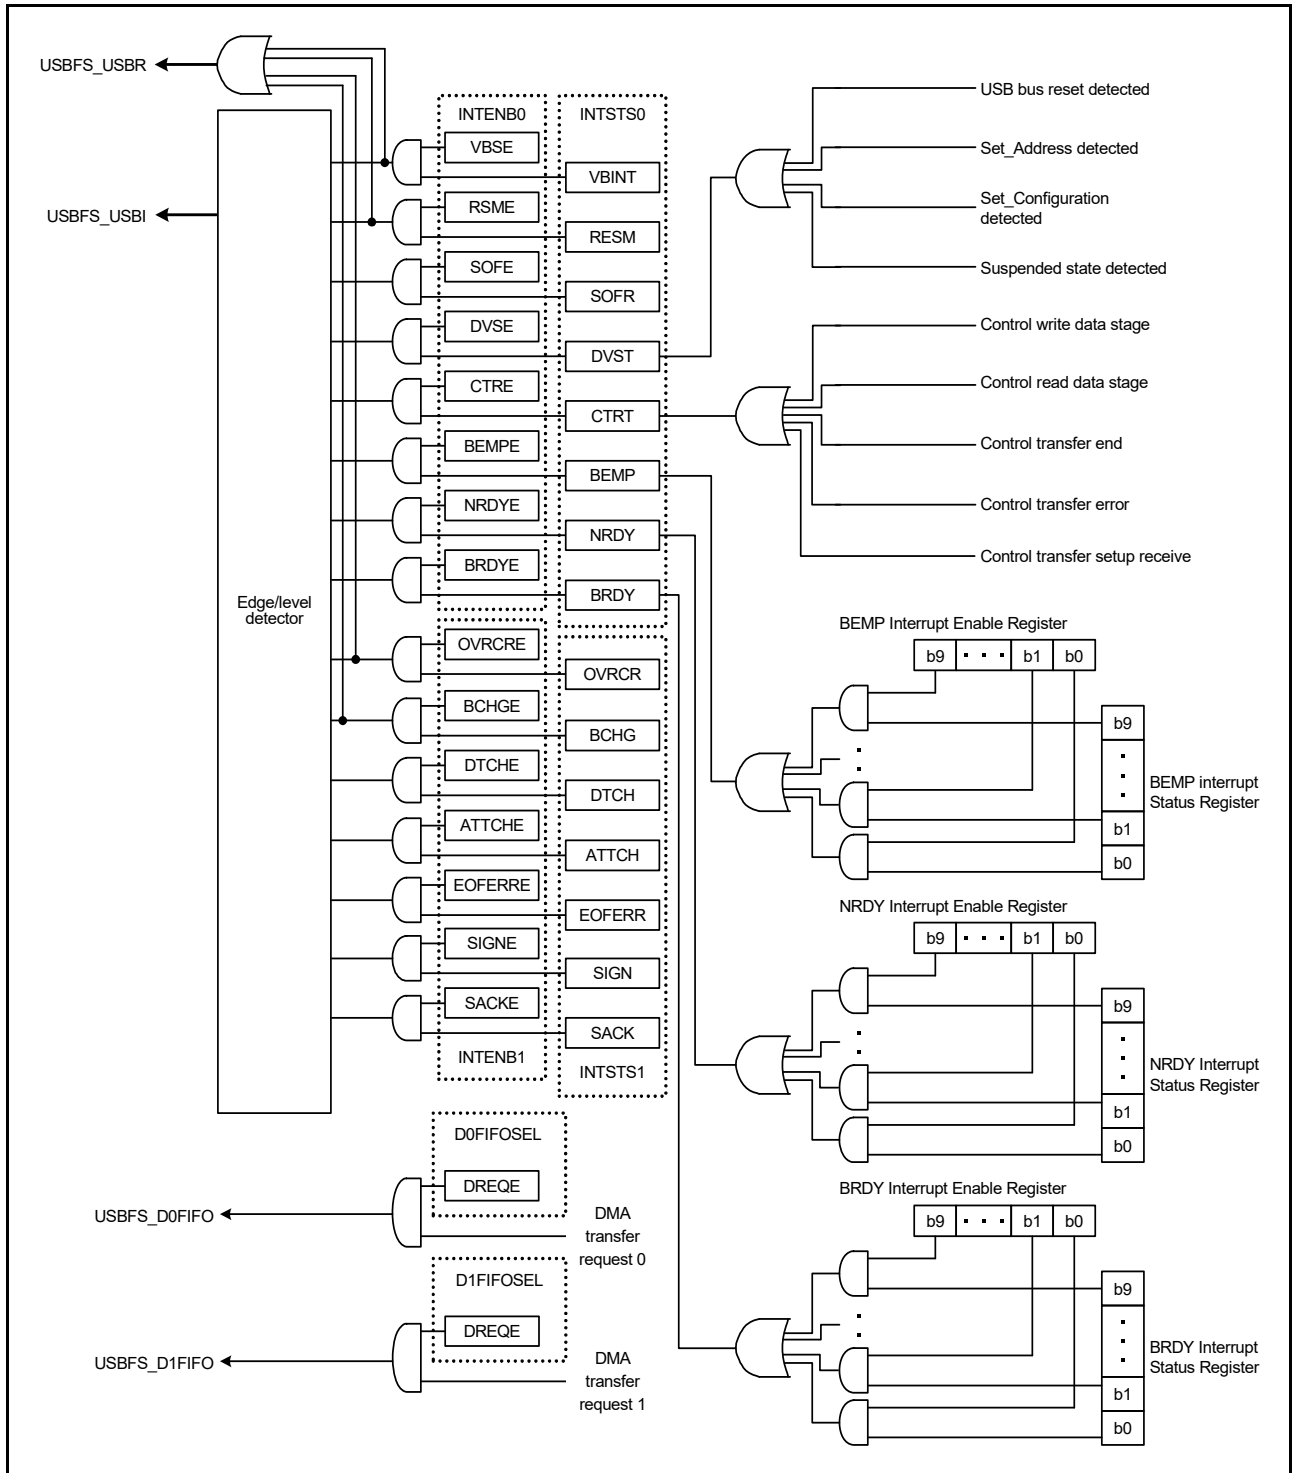 USBFS_USBR
USBFS_USBI
Edge/level
detector
INTENB0
VBSE
RSME
SOFE
DVSE
CTRE
BEMPE
NRDYE
BRDYE
INTSTS0
VBINT
RESM
SOFR
DVST
CTRT
BEMP
NRDY
BRDY
OVRCRE
BCHGE
DTCHE
ATTCHE
EOFERRE
SIGNE
SACKE
INTENB1
OVRCR
BCHG
DTCH
ATTCH
EOFERR
SIGN
SACK
INTSTS1
USB bus reset detected
Set_Address detected
Set_Configuration
detected
Suspended state detected
Control write data stage
Control read data stage
Control transfer end
Control transfer error
Control transfer setup receive
BEMP Interrupt Enable Register
b9 · · · b1 b0
b9
b1
b0
BEMP interrupt
Status Register
NRDY Interrupt Enable Register
b9 · · · b1 b0
b9
b1
b0
NRDY Interrupt
Status Register
BRDY Interrupt Enable Register
b9 · · · b1 b0
b9
b1
b0
BRDY Interrupt
Status Register
D0FIFOSEL
DREQE
USBFS_D0FIFO
DMA
transfer
request 0
D1FIFOSEL
DREQE
USBFS_D1FIFO
DMA
transfer
request 1